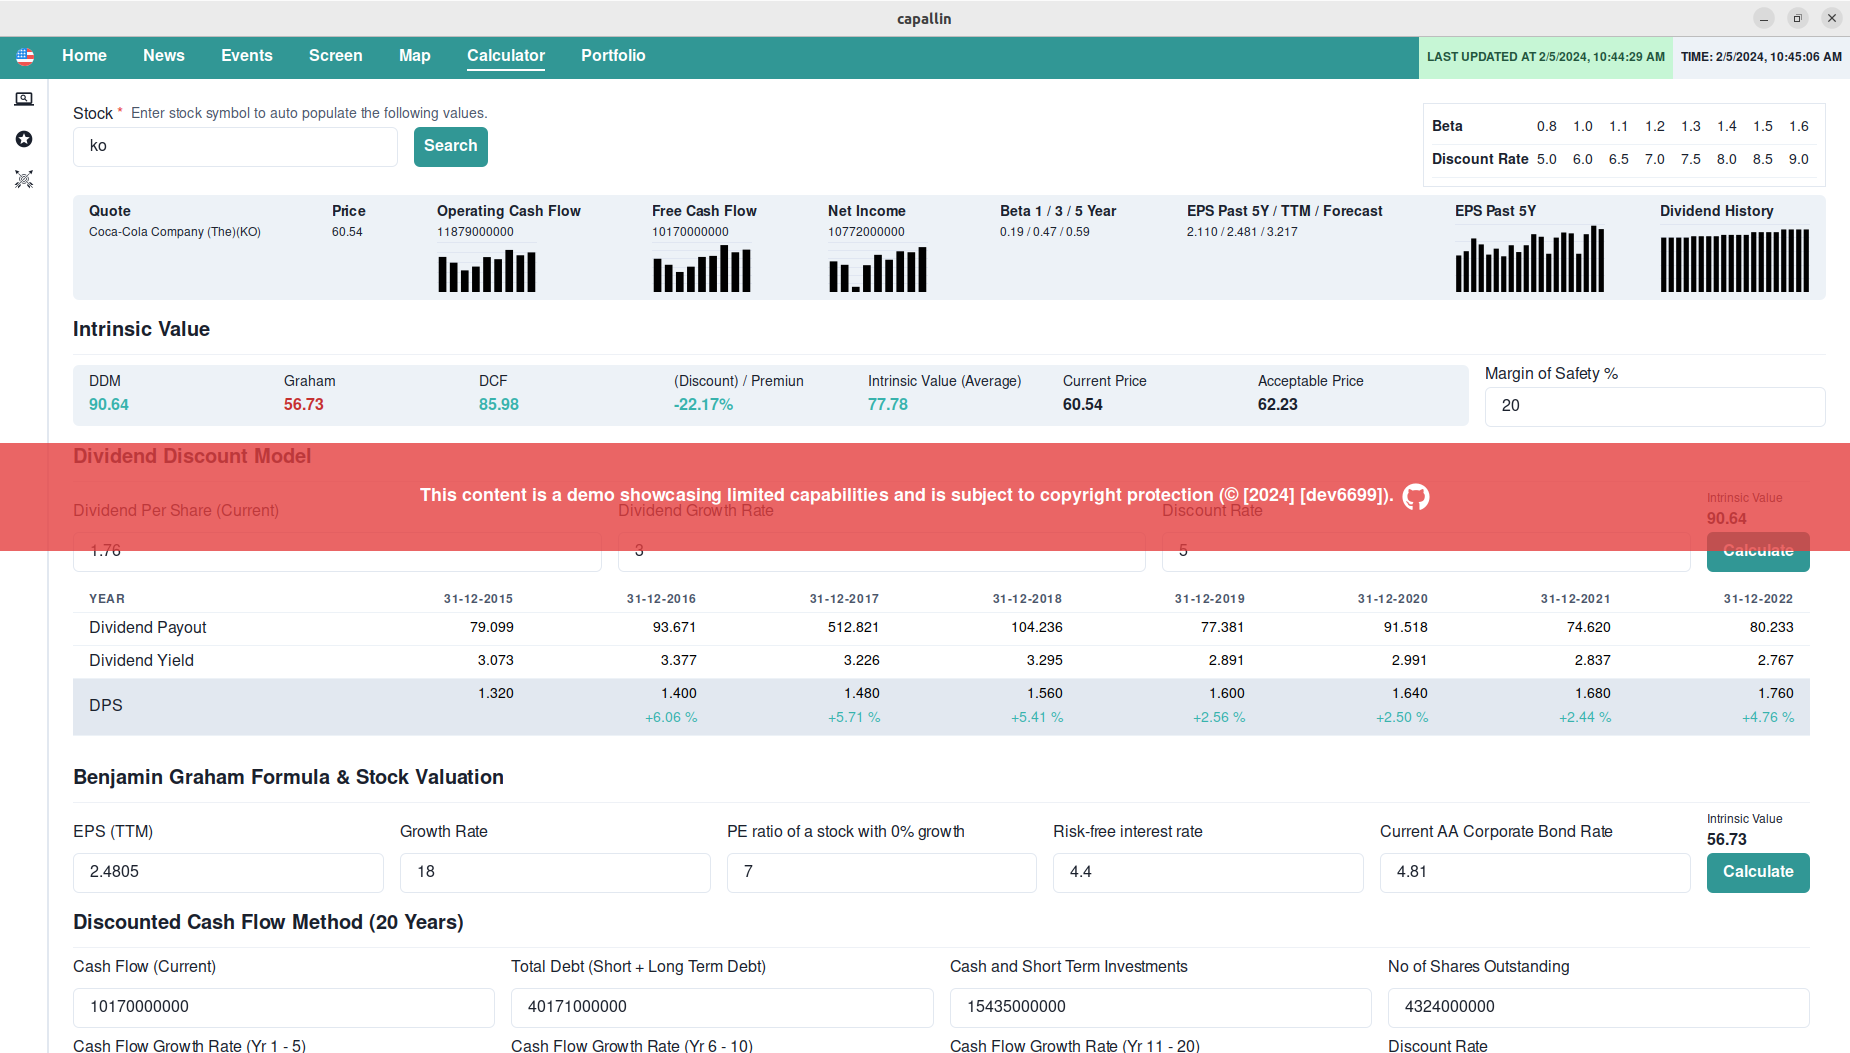 capallin
Home News Events Screen Map Calculator Portfolio LAST UPDATED AT 2/5/2024, 10:44:29 AM TIME: 2/5/2024, 10:45:06 AM
Stock * Enter stock symbol to auto populate the following values.
ko Search
Beta 0.8 1.0 1.1 1.2 1.3 1.4 1.5 1.6
Discount Rate 5.0 6.0 6.5 7.0 7.5 8.0 8.5 9.0
Quote Price Operating Cash Flow Free Cash Flow Net Income Beta 1 / 3 / 5 Year EPS Past 5Y / TTM / Forecast EPS Past 5Y Dividend History
Coca-Cola Company (The)(KO) 60.54 11879000000 10170000000 10772000000 0.19 / 0.47 / 0.59 2.110 / 2.481 / 3.217
Intrinsic Value
DDM Graham DCF (Discount) / Premiun Intrinsic Value (Average) Current Price Acceptable Price Margin of Safety %
90.64 56.73 85.98 -22.17% 77.78 60.54 62.23 20
Dividend Discount Model
This content is a demo showcasing limited capabilities and is subject to copyright protection (© [2024] [dev6699]).
Dividend Per Share (Current) Dividend Growth Rate Discount Rate Intrinsic Value
90.64
1.76 3 5 Calculate
YEAR 31-12-2015 31-12-2016 31-12-2017 31-12-2018 31-12-2019 31-12-2020 31-12-2021 31-12-2022
Dividend Payout 79.099 93.671 512.821 104.236 77.381 91.518 74.620 80.233
Dividend Yield 3.073 3.377 3.226 3.295 2.891 2.991 2.837 2.767
DPS 1.320 1.400 1.480 1.560 1.600 1.640 1.680 1.760
+6.06 % +5.71 % +5.41 % +2.56 % +2.50 % +2.44 % +4.76 %
Benjamin Graham Formula & Stock Valuation
EPS (TTM) Growth Rate PE ratio of a stock with 0% growth Risk-free interest rate Current AA Corporate Bond Rate Intrinsic Value
56.73
2.4805 18 7 4.4 4.81 Calculate
Discounted Cash Flow Method (20 Years)
Cash Flow (Current) Total Debt (Short + Long Term Debt) Cash and Short Term Investments No of Shares Outstanding
10170000000 40171000000 15435000000 4324000000
Cash Flow Growth Rate (Yr 1 - 5) Cash Flow Growth Rate (Yr 6 - 10) Cash Flow Growth Rate (Yr 11 - 20) Discount Rate